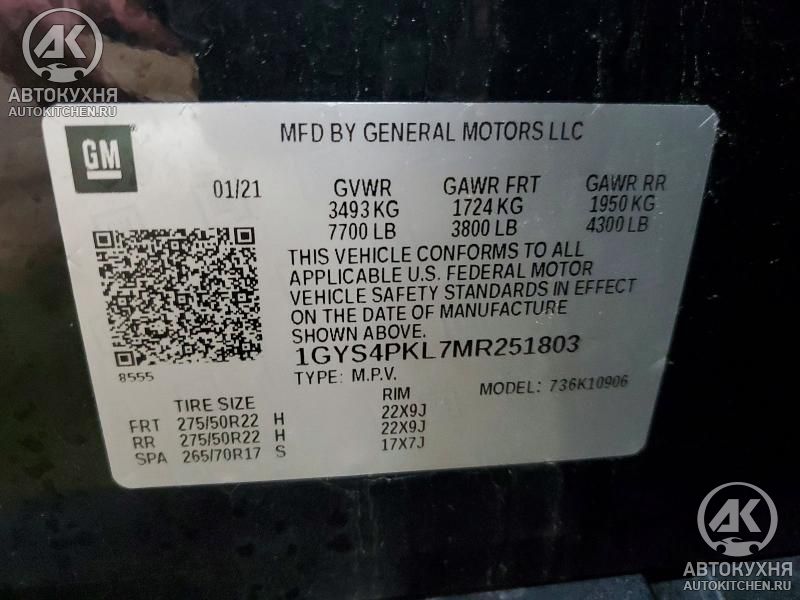 АК
АВТОКУХНЯ
AUTOKITCHEN.RU
GM
MFD BY GENERAL MOTORS LLC
01/21 GVWR GAWR FRT GAWR RR
3493 KG 1724 KG 1950 KG
7700 LB 3800 LB 4300 LB
THIS VEHICLE CONFORMS TO ALL
APPLICABLE U.S. FEDERAL MOTOR
VEHICLE SAFETY STANDARDS IN EFFECT
ON THE DATE OF MANUFACTURE
SHOWN ABOVE.
1GYS4PKL7MR251803
8555
TYPE: M.P.V.
MODEL: 736K10906
TIRE SIZE RIM
FRT 275/50R22 H 22X9J
RR 275/50R22 H 22X9J
SPA 265/70R17 S 17X7J
АК
АВТОКУХНЯ
AUTOKITCHEN.RU